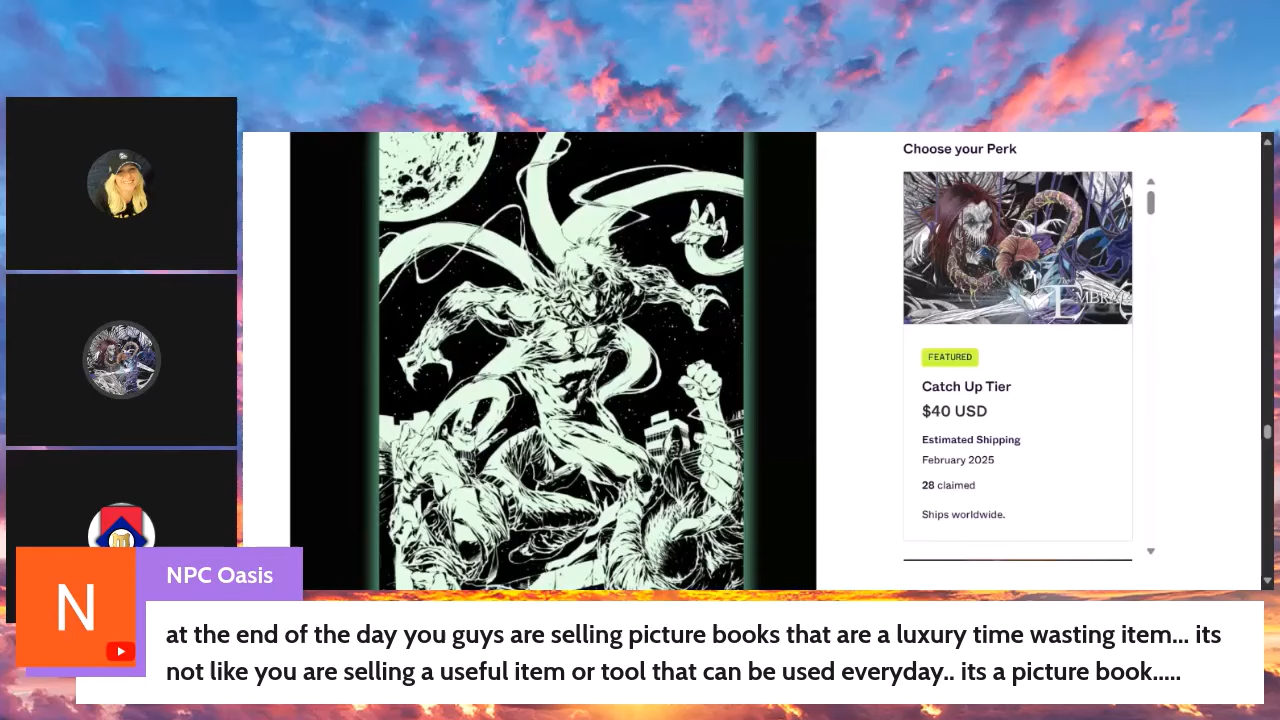 Choose your Perk
The
EMBRACE
FEATURED
Catch Up Tier
$40 USD
Estimated Shipping
February 2025
28 claimed
Ships worldwide.
N
NPC Oasis
at the end of the day you guys are selling picture books that are a luxury time wasting item... its
not like you are selling a useful item or tool that can be used everyday.. its a picture book.....